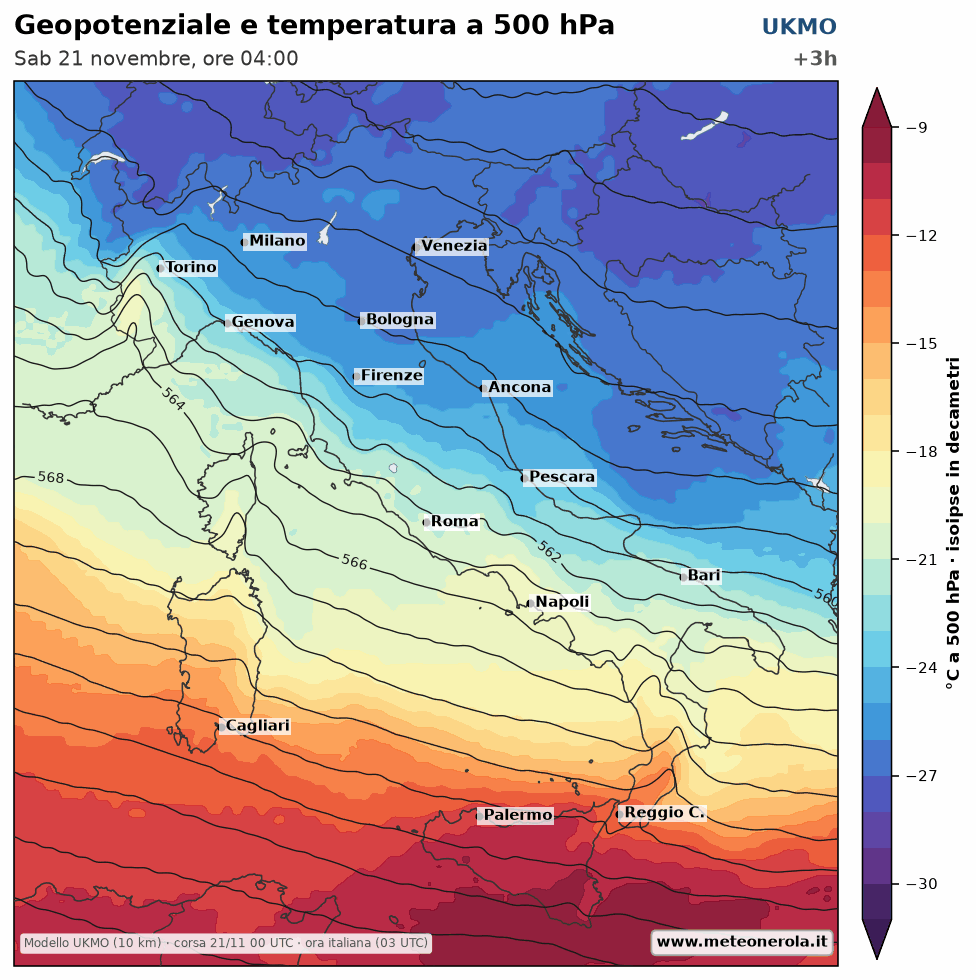 Geopotenziale e temperatura a 500 hPa
UKMO
Sab 21 novembre, ore 04:00
+3h
Milano
Venezia
Torino
Genova
Bologna
Firenze
Ancona
564
568
Pescara
Roma
562
566
Bari
560
Napoli
Cagliari
Palermo
Reggio C.
−9
−12
−15
−18
−21
−24
−27
−30
°C a 500 hPa · isoipse in decametri
Modello UKMO (10 km) · corsa 21/11 00 UTC · ora italiana (03 UTC)
www.meteonerola.it